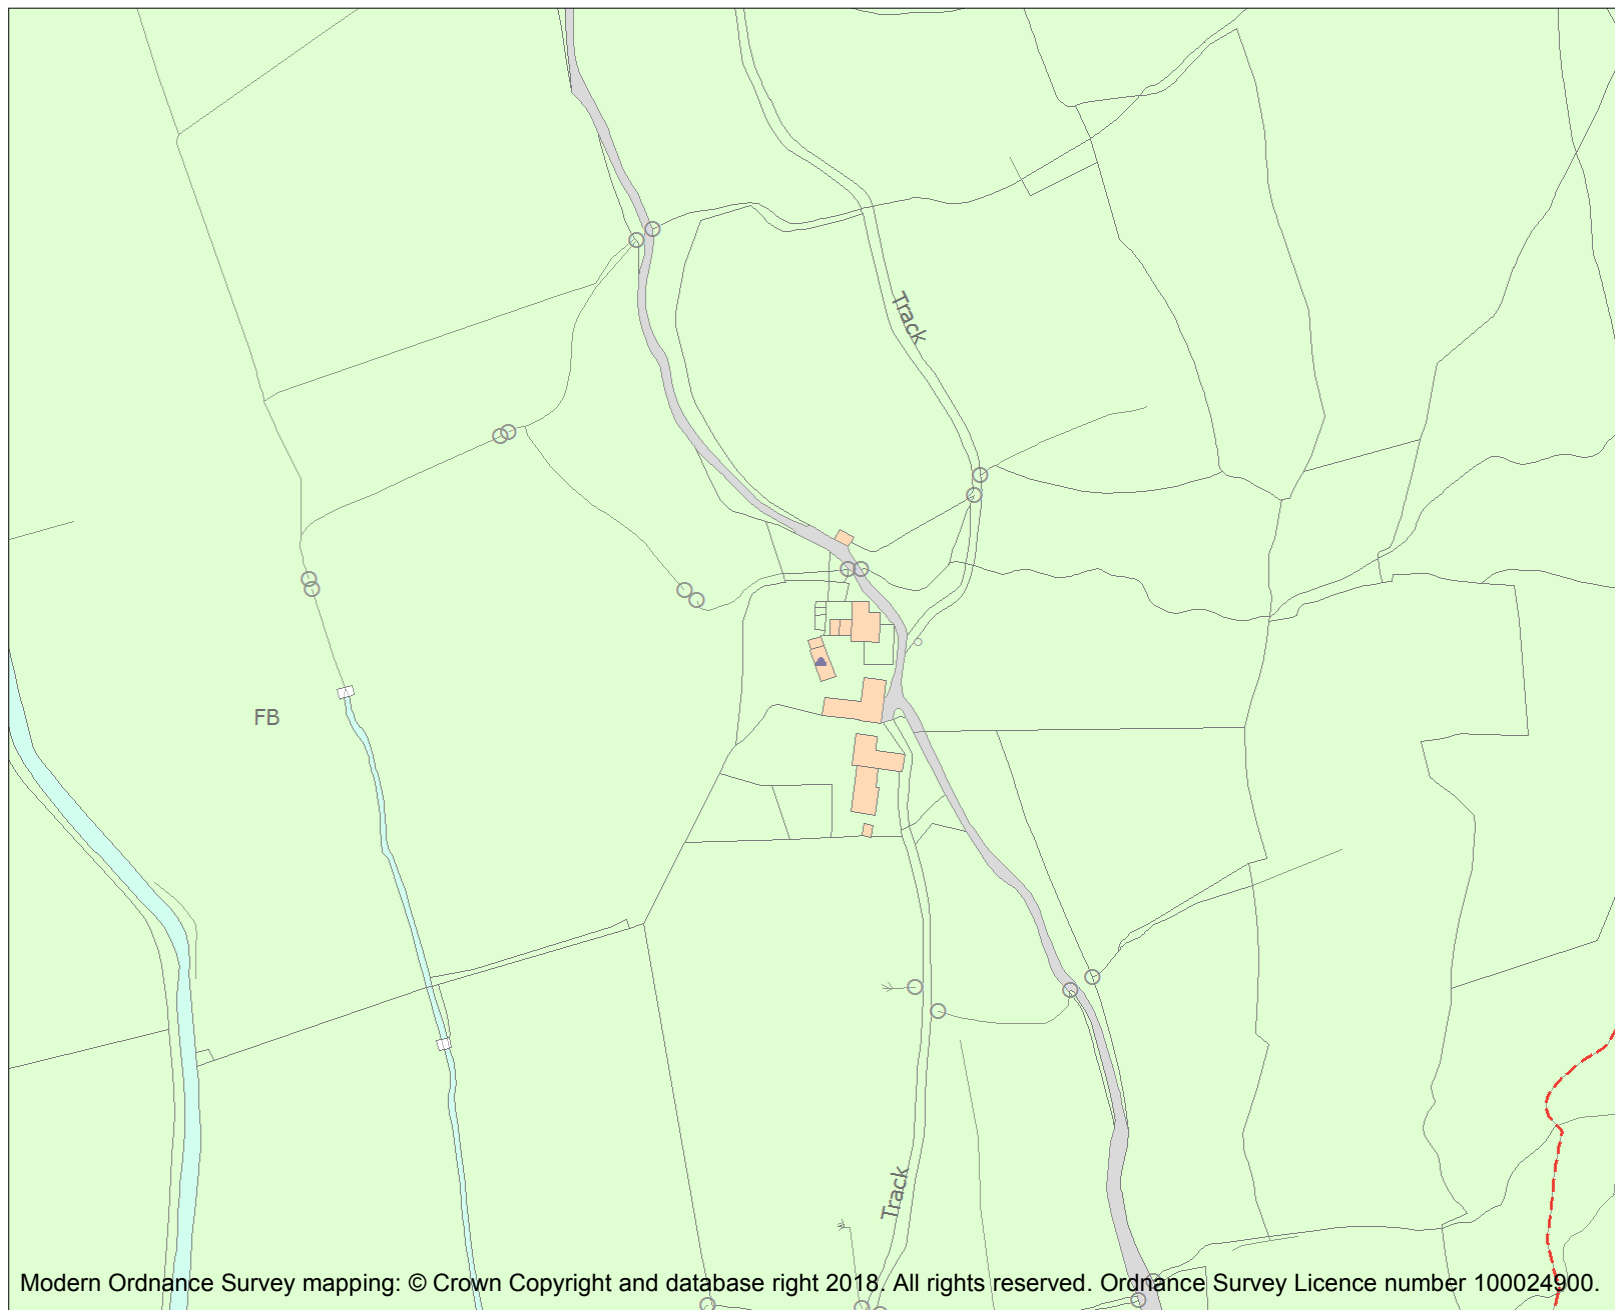 Track
FB
Track
Modern Ordnance Survey mapping: © Crown Copyright and database right 2018. All rights reserved. Ordnance Survey Licence number 100024900.